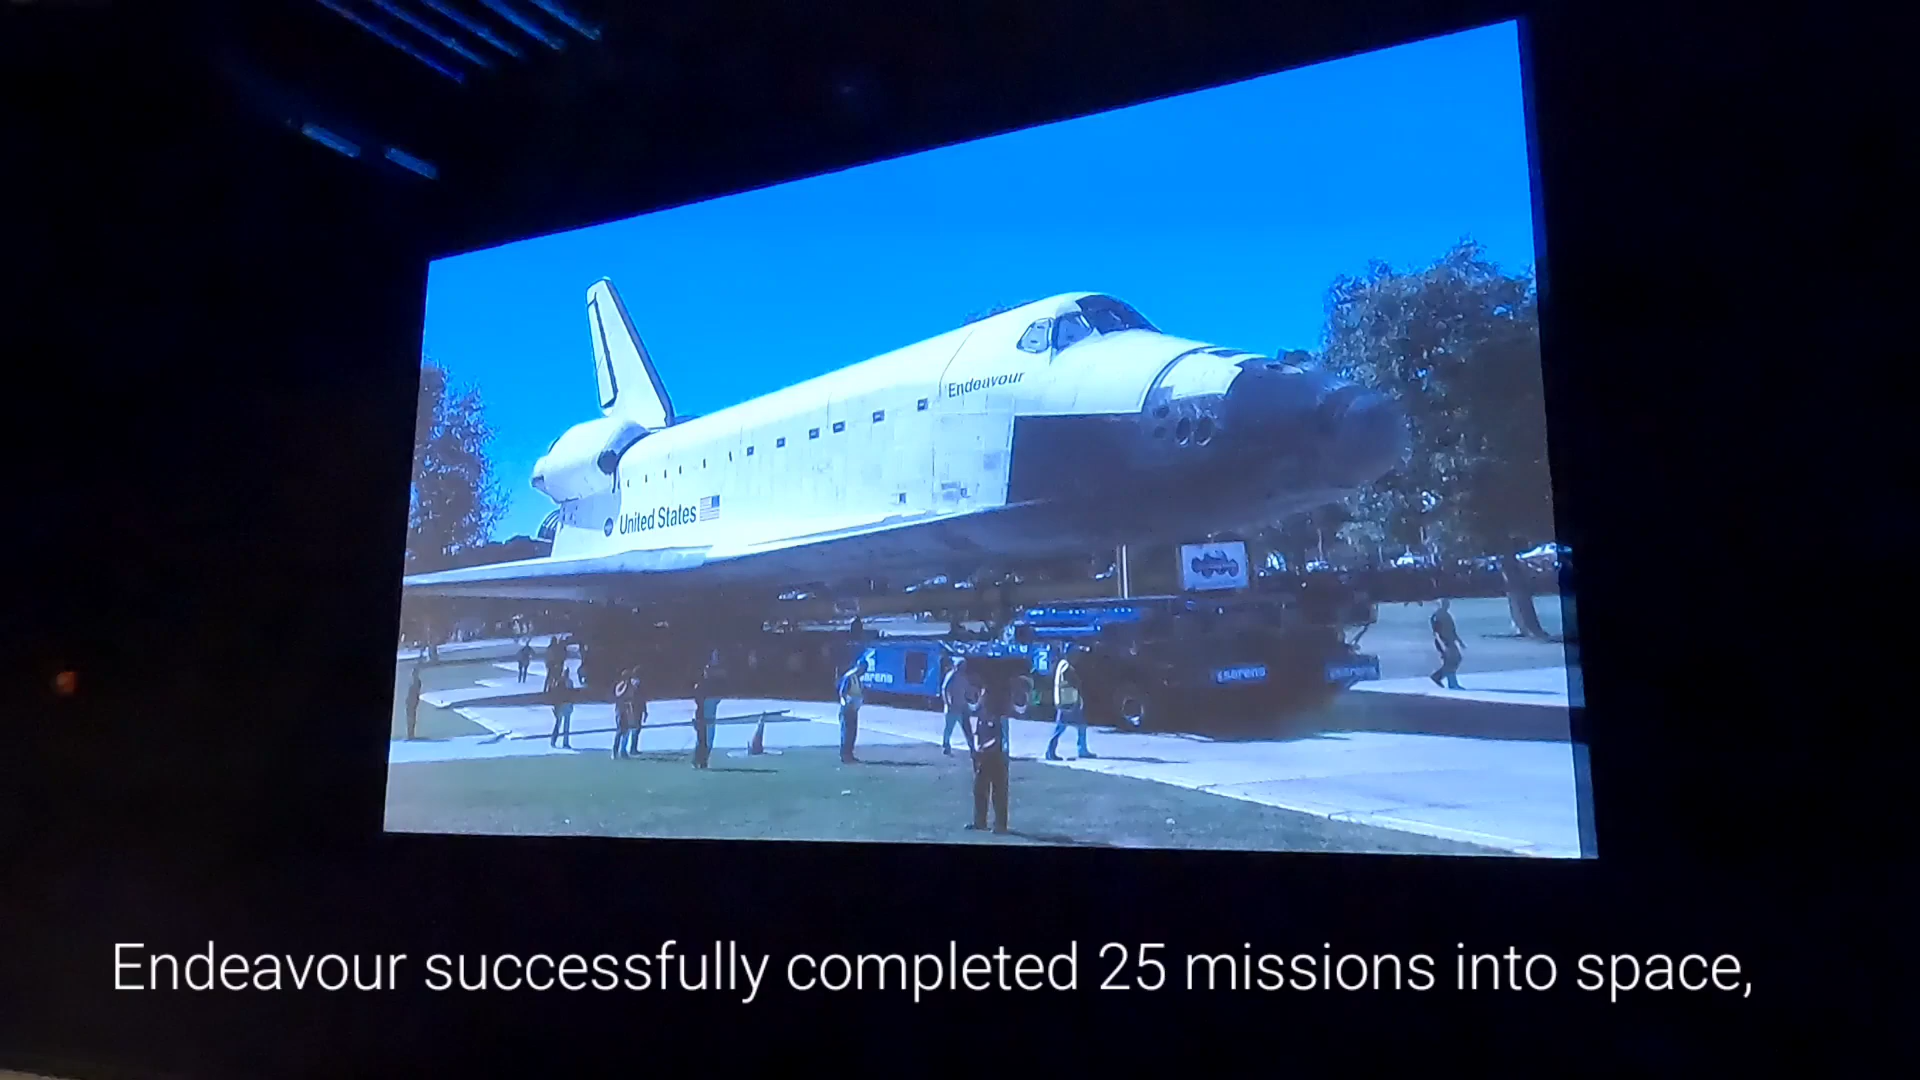 Endeavour
United States
sarens
sarens
sarens
Endeavour successfully completed 25 missions into space,